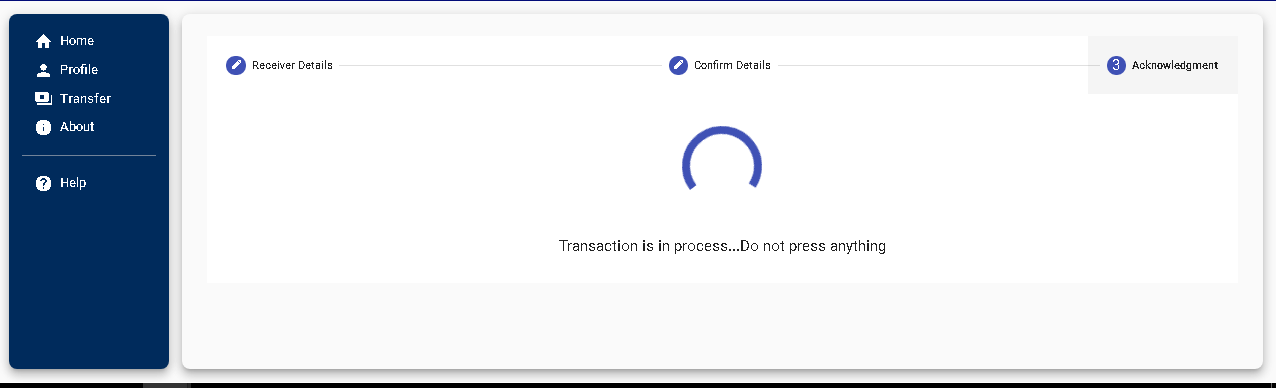 Home
Profile
Transfer
About
Help
Receiver Details
Confirm Details
3 Acknowledgment
Transaction is in process...Do not press anything